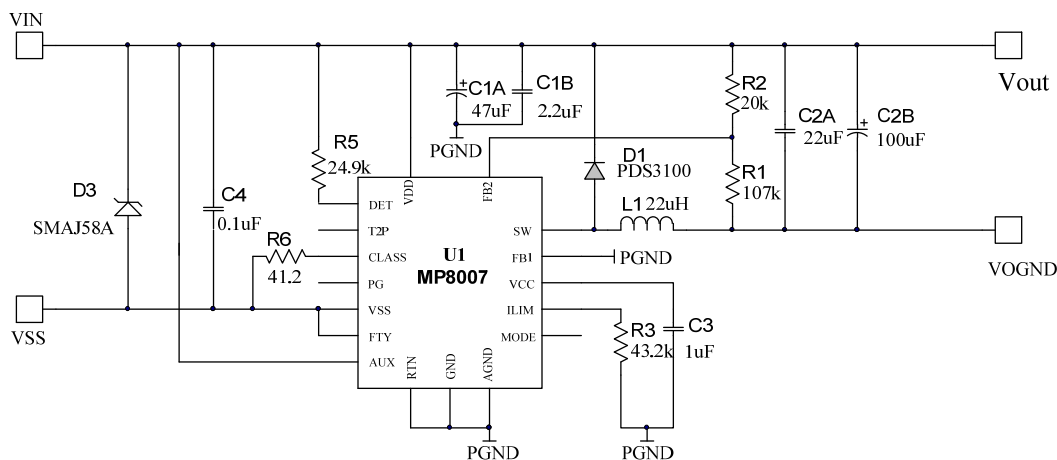 VIN
Vout
C1A
47uF
C1B
2.2uF
PGND
R2
20k
C2A
22uF
C2B
100uF
R5
24.9k
D1
PDS3100
R1
107k
D3
SMAJ58A
C4
0.1uF
R6
41.2
L1 22uH
VDD
FB2
DET
T2P
CLASS
PG
VSS
FTY
AUX
U1
MP8007
SW
FB1
VCC
ILIM
MODE
RTN
GND
AGND
PGND
R3
43.2k
C3
1uF
VOGND
VSS
PGND
PGND